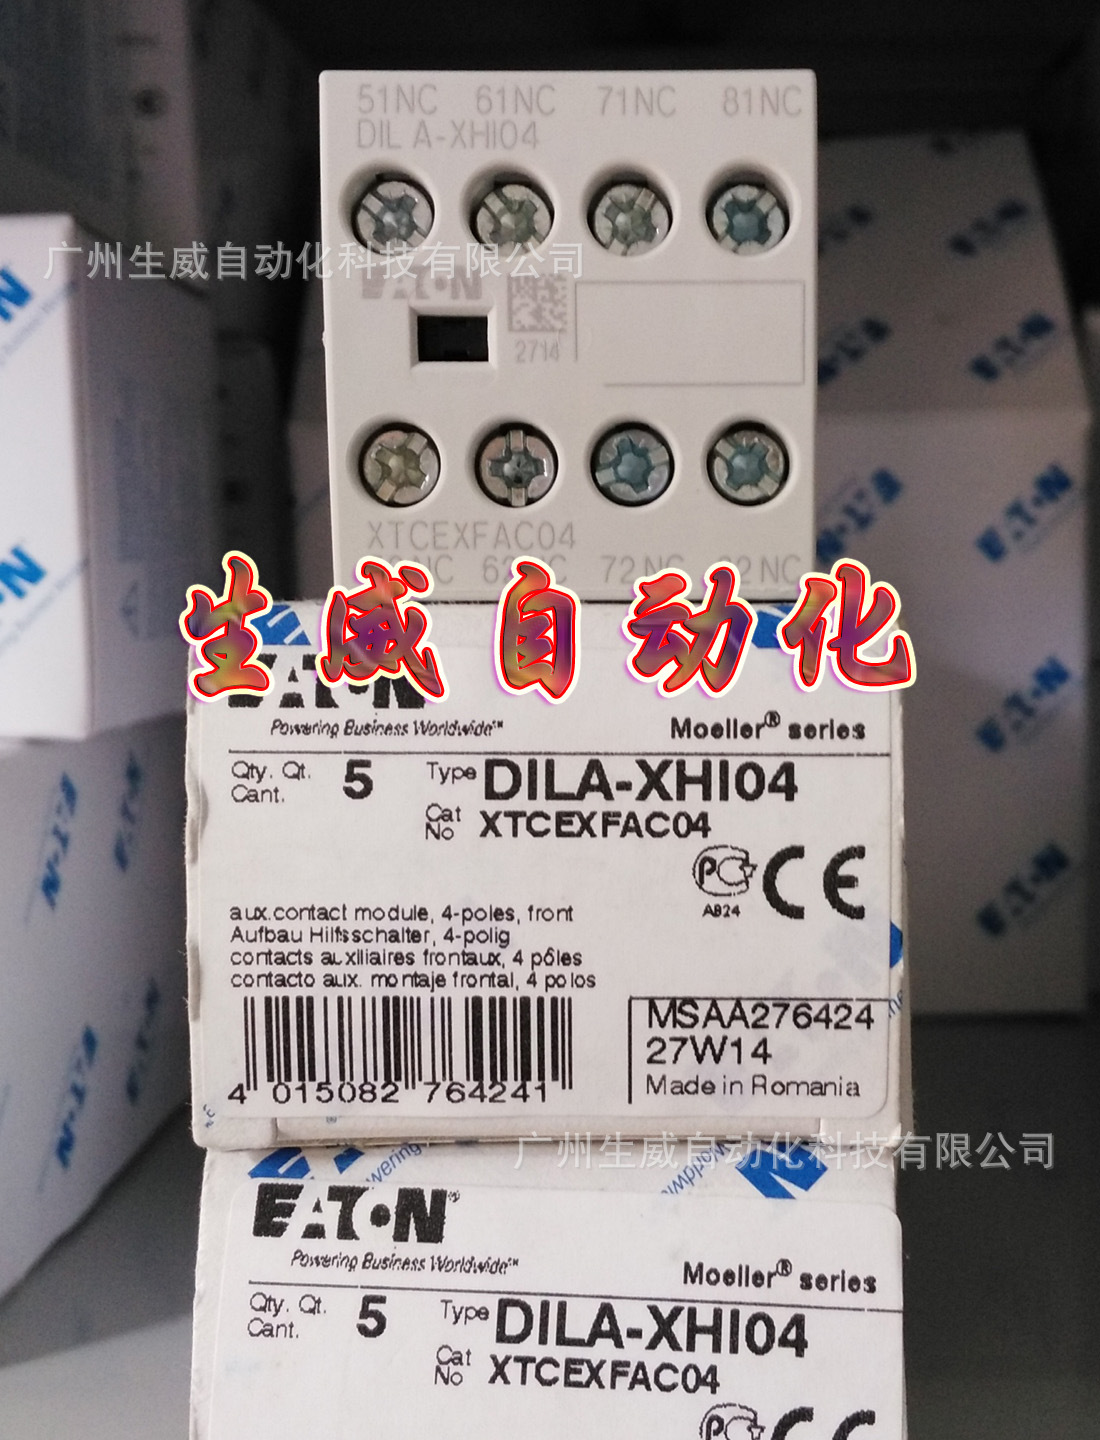 51NC 61NC 71NC 81NC
DIL A-XHI04
广州生威自动化科技有限公司
EATON
2714
XTCEXFAC04
62NC 72NC 82NC
生威自动化
EATON
Powering Business Worldwide™
Moeller® series
Qty. Qt. 5 Type DILA-XHI04
Cant.
Cat No XTCEXFAC04
CE
AB24
aux.contact module, 4-poles, front
Aufbau Hilfsschalter, 4-polig
contacts auxiliaires frontaux, 4 pôles
contacto aux. montaje frontal, 4 polos
MSAA276424
27W14
Made in Romania
4 015082 764241
广州生威自动化科技有限公司
EATON®
Powering Business Worldwide™
Moeller® series
Qty. Qt. 5 Type DILA-XHI04
Cant.
Cat No XTCEXFAC04